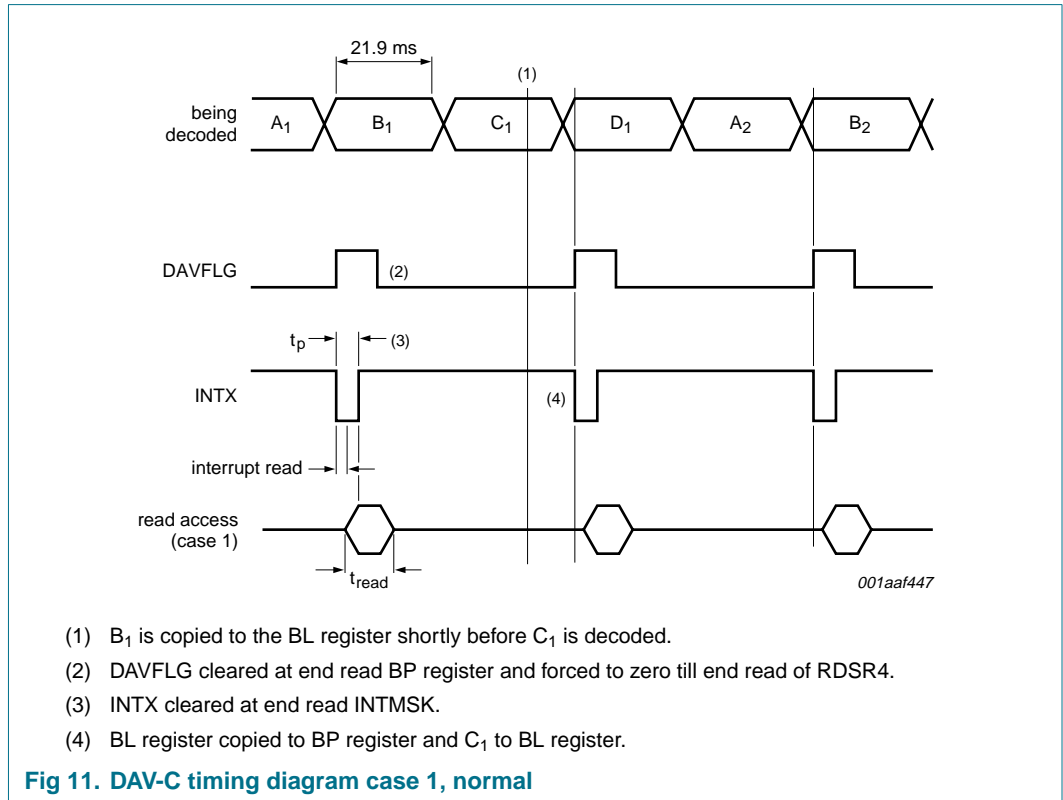 21.9 ms
(1)
being decoded
A1 B1 C1 D1 A2 B2
DAVFLG
(2)
tp
(3)
INTX
(4)
interrupt read
read access
(case 1)
tread
001aaf447
(1) B1 is copied to the BL register shortly before C1 is decoded.
(2) DAVFLG cleared at end read BP register and forced to zero till end read of RDSR4.
(3) INTX cleared at end read INTMSK.
(4) BL register copied to BP register and C1 to BL register.
Fig 11. DAV-C timing diagram case 1, normal